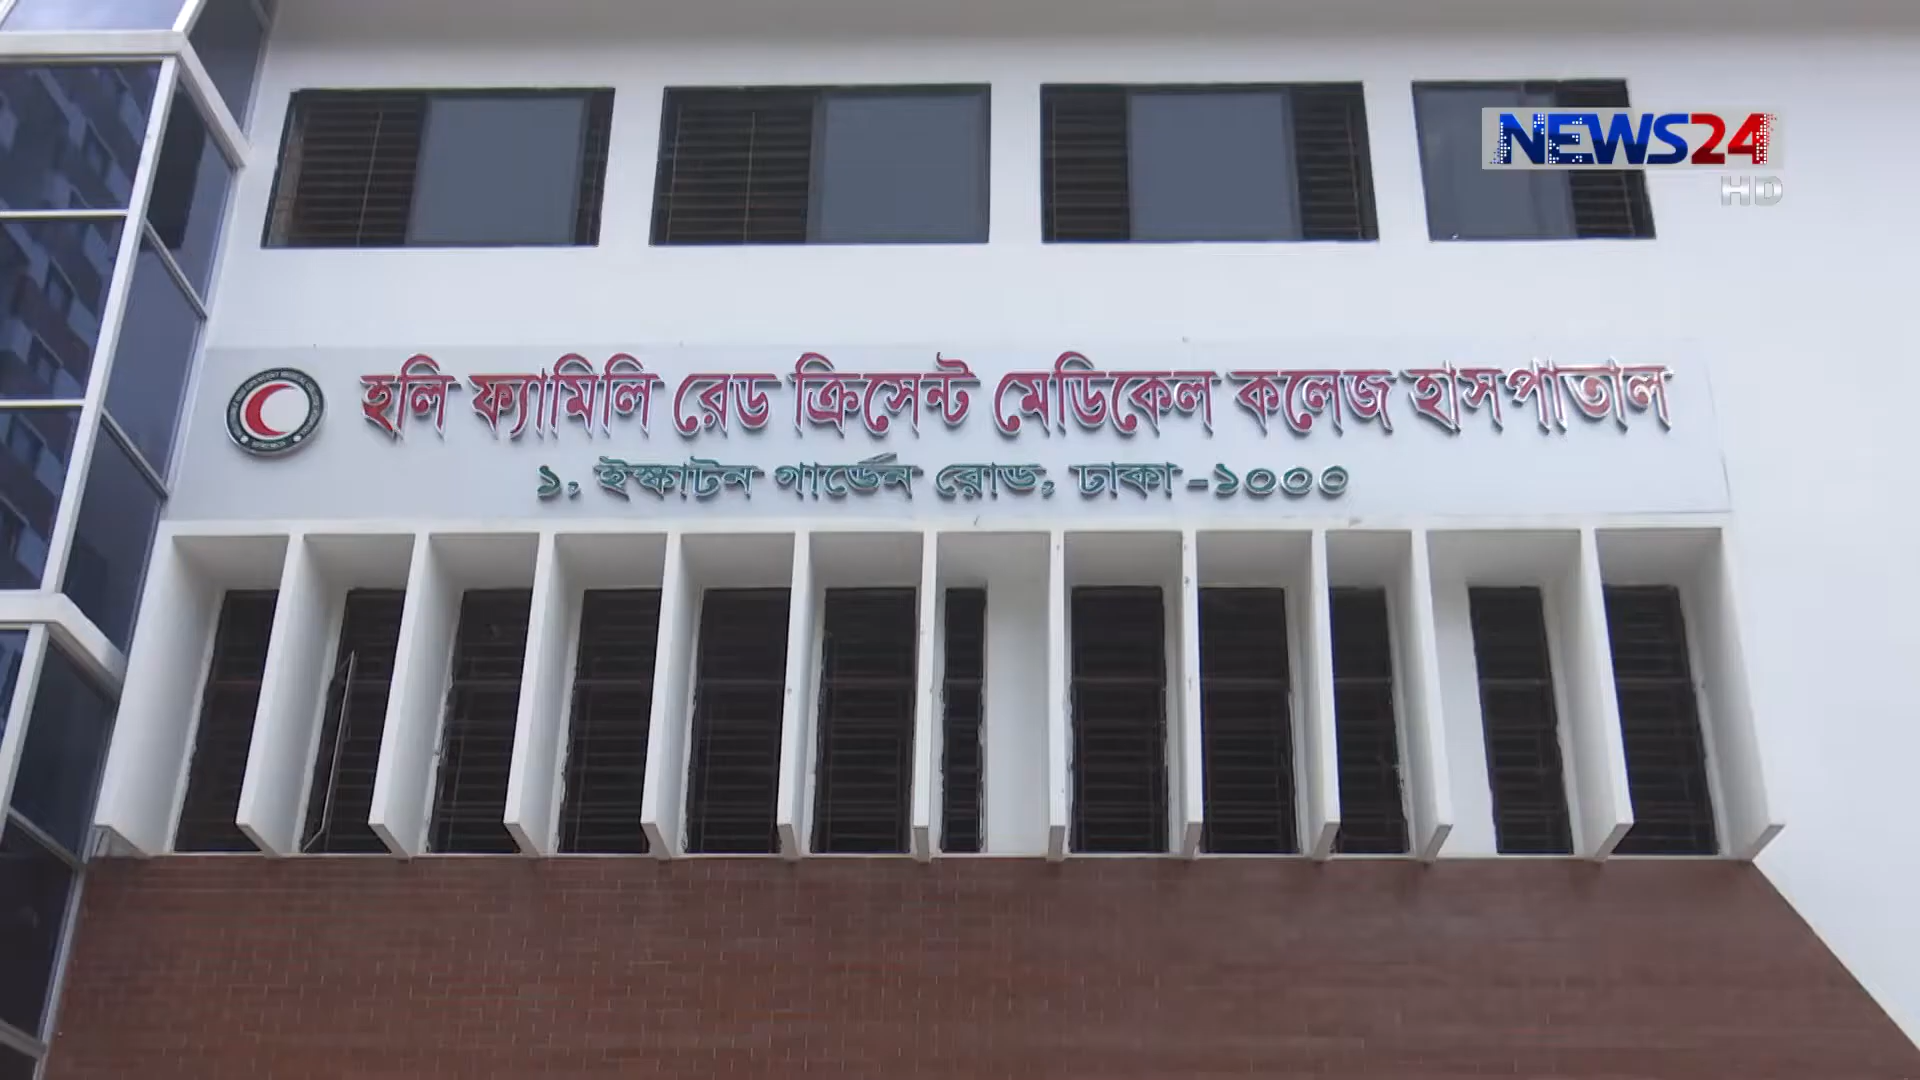 NEWS24
HD
হলি ফ্যামিলি রেড ক্রিসেন্ট মেডিকেল কলেজ হাসপাতাল
১, ইস্কাটন গার্ডেন রোড, ঢাকা-১০০০